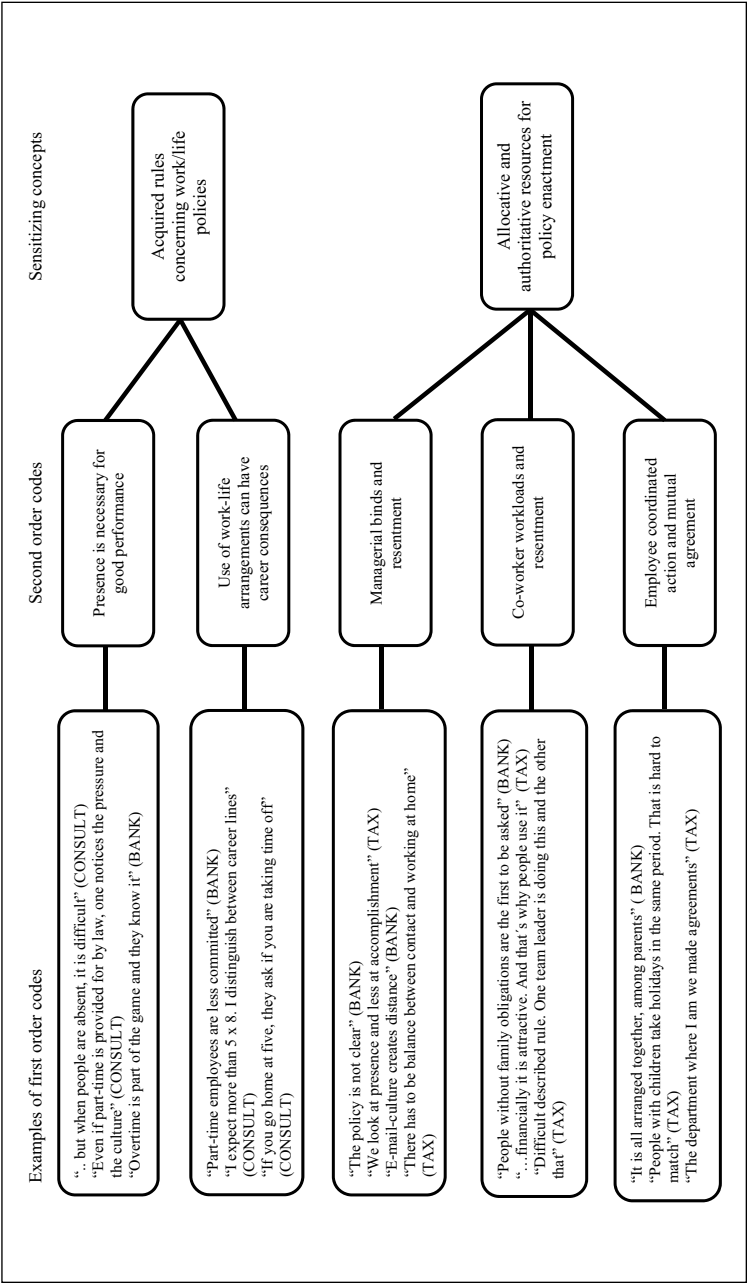 Examples of first order codes
Second order codes
Sensitizing concepts
“.. but when people are absent, it is difficult” (CONSULT)
“Even if part-time is provided for by law, one notices the pressure and
the culture” (CONSULT)
“Overtime is part of the game and they know it” (BANK)
Presence is necessary for
good performance
“Part-time employees are less committed” (BANK)
“I expect more than 5 x 8. I distinguish between career lines”
(CONSULT)
“If you go home at five, they ask if you are taking time off”
(CONSULT)
Use of work-life
arrangements can have
career consequences
Acquired rules
concerning work/life
policies
“The policy is not clear” (BANK)
“We look at presence and less at accomplishment” (TAX)
“E-mail-culture creates distance” (BANK)
“There has to be balance between contact and working at home”
(TAX)
Managerial binds and
resentment
“People without family obligations are the first to be asked” (BANK)
“…financially it is attractive. And that’s why people use it” (TAX)
“Difficult described rule. One team leader is doing this and the other
that” (TAX)
Co-worker workloads and
resentment
“It is all arranged together, among parents” ( BANK)
“People with children take holidays in the same period. That is hard to
match” (TAX)
“The department where I am we made agreements” (TAX)
Employee coordinated
action and mutual
agreement
Allocative and
authoritative resources for
policy enactment